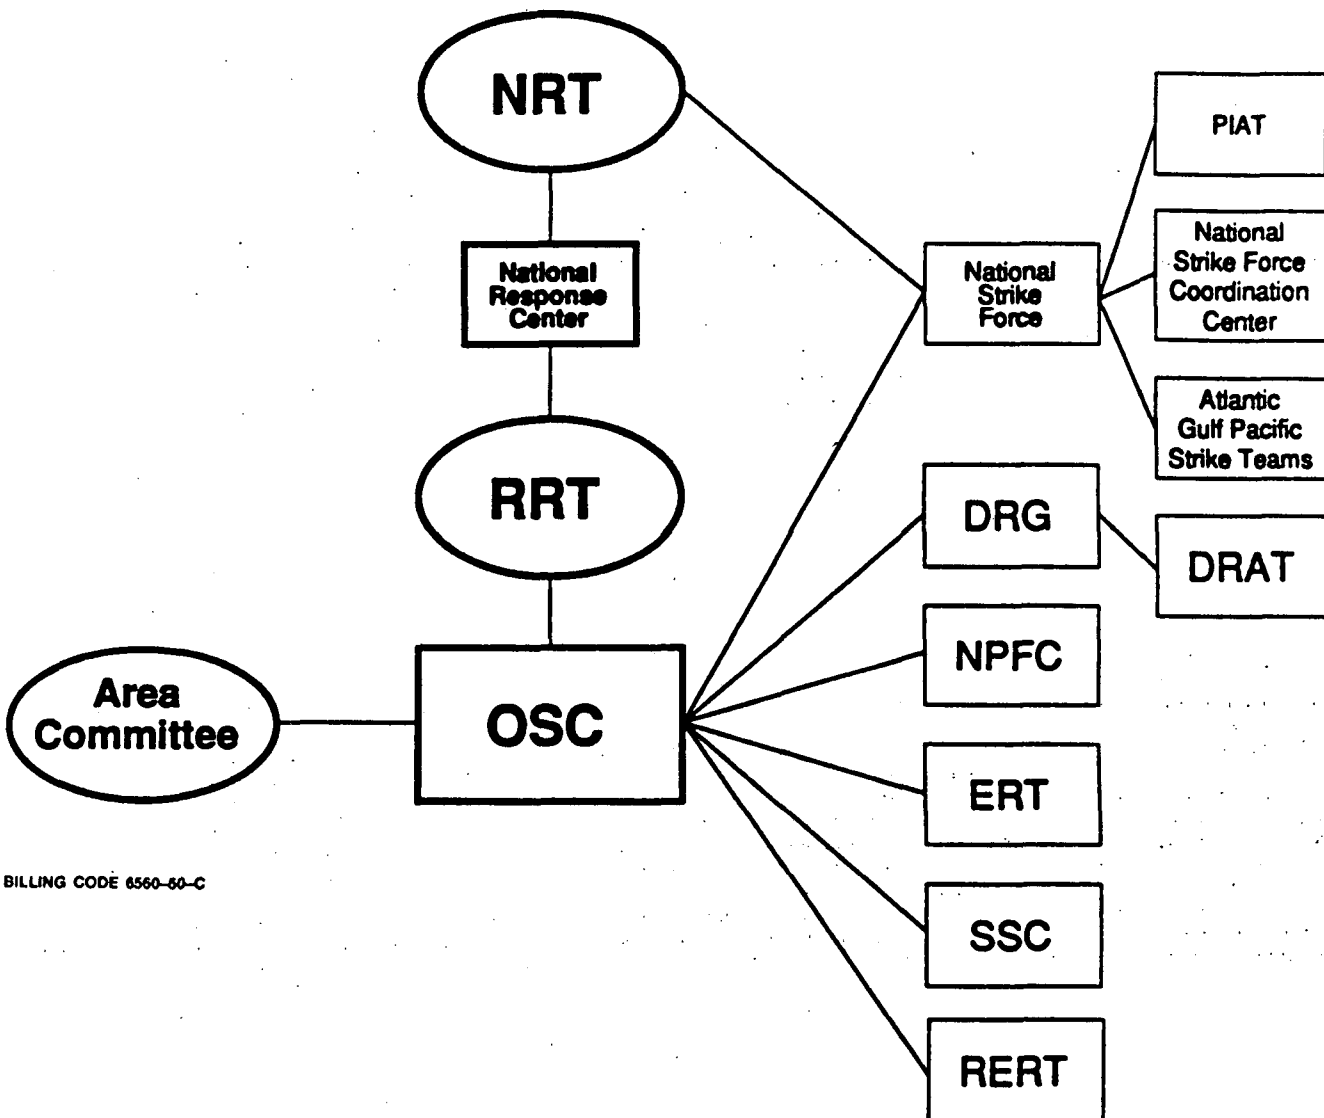 NRT
National
Response
Center
RRT
Area
Committee
OSC
National
Strike
Force
PIAT
National
Strike Force
Coordination
Center
Atlantic
Gulf Pacific
Strike Teams
DRG
DRAT
NPFC
ERT
SSC
RERT
BILLING CODE 6560-60-C